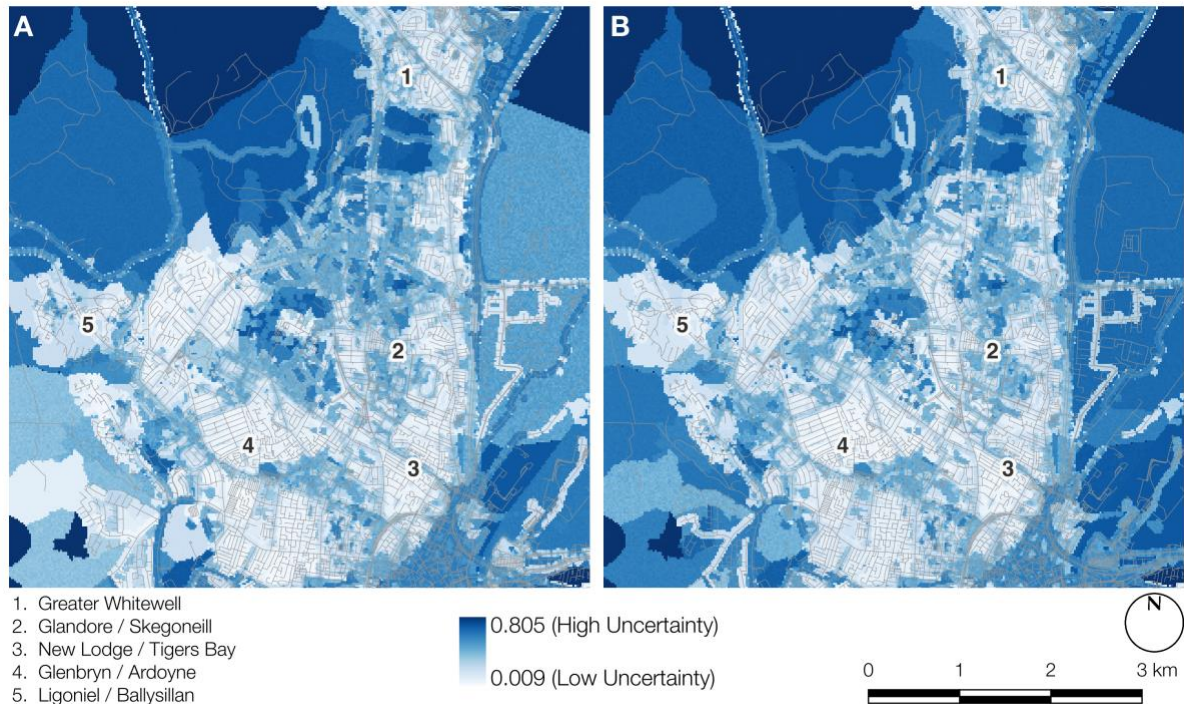 A
B
1
1
5
2
5
2
4
3
4
3
1. Greater Whitewell
2. Glandore / Skegoneill
3. New Lodge / Tigers Bay
4. Glenbryn / Ardoyne
5. Ligoniel / Ballysillan
0.805 (High Uncertainty)
0.009 (Low Uncertainty)
N
0 1 2 3 km